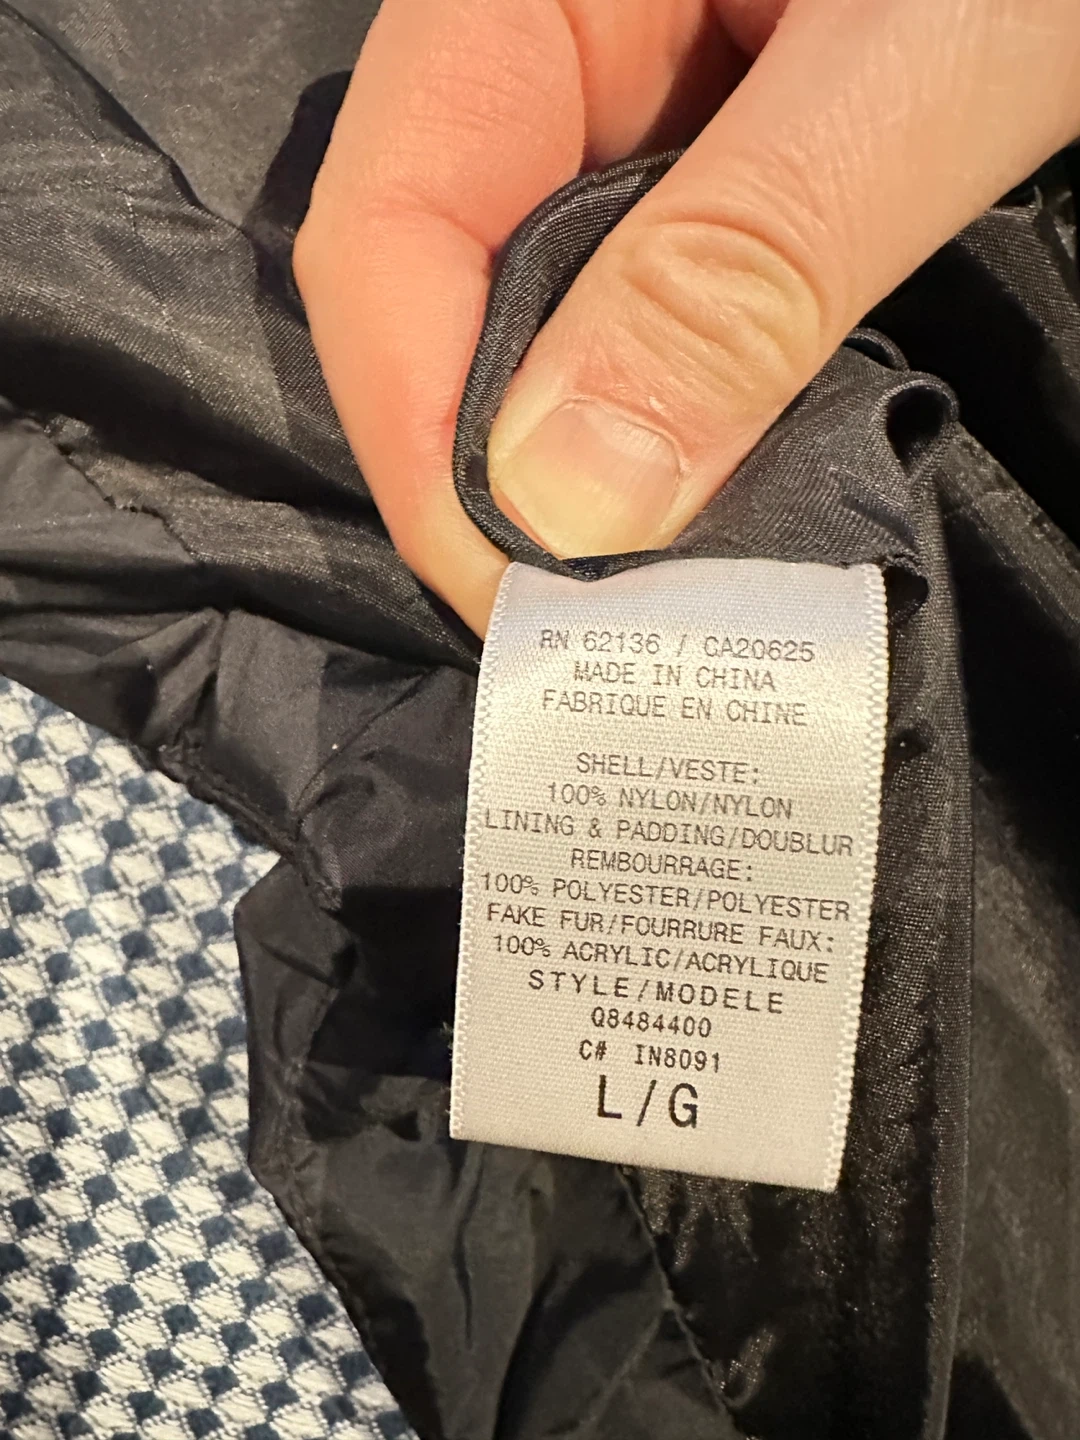 RN 62136 / CA20625
MADE IN CHINA
FABRIQUE EN CHINE
SHELL/VESTE:
100% NYLON/NYLON
LINING & PADDING/DOUBLUR
REMBOURRAGE:
100% POLYESTER/POLYESTER
FAKE FUR/FOURRURE FAUX:
100% ACRYLIC/ACRYLIQUE
STYLE/MODELE
Q8484400
C# IN8091
L/G